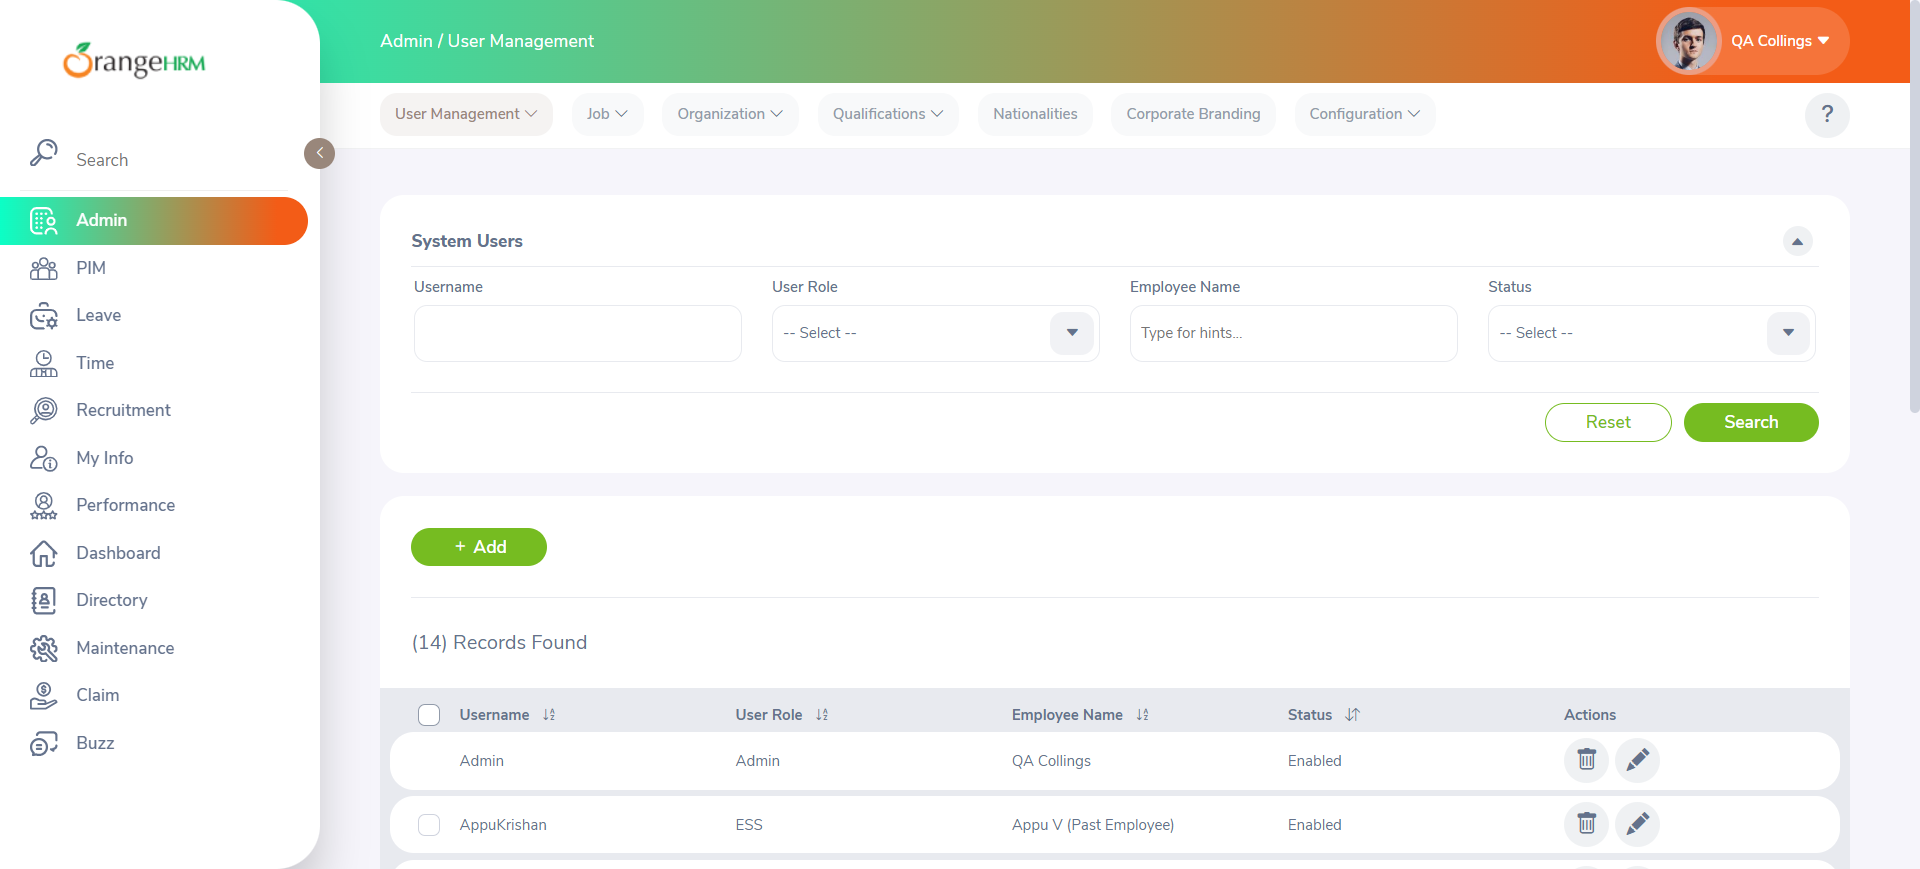 Admin / User Management
QA Collings
OrangeHRM
User Management
Job
Organization
Qualifications
Nationalities
Corporate Branding
Configuration
?
Search
Admin
PIM
Leave
Time
Recruitment
My Info
Performance
Dashboard
Directory
Maintenance
Claim
Buzz
System Users
Username
User Role
Employee Name
Status
-- Select --
Type for hints...
-- Select --
Reset
Search
+ Add
(14) Records Found
Username
User Role
Employee Name
Status
Actions
Admin
Admin
QA Collings
Enabled
AppuKrishan
ESS
Appu V (Past Employee)
Enabled